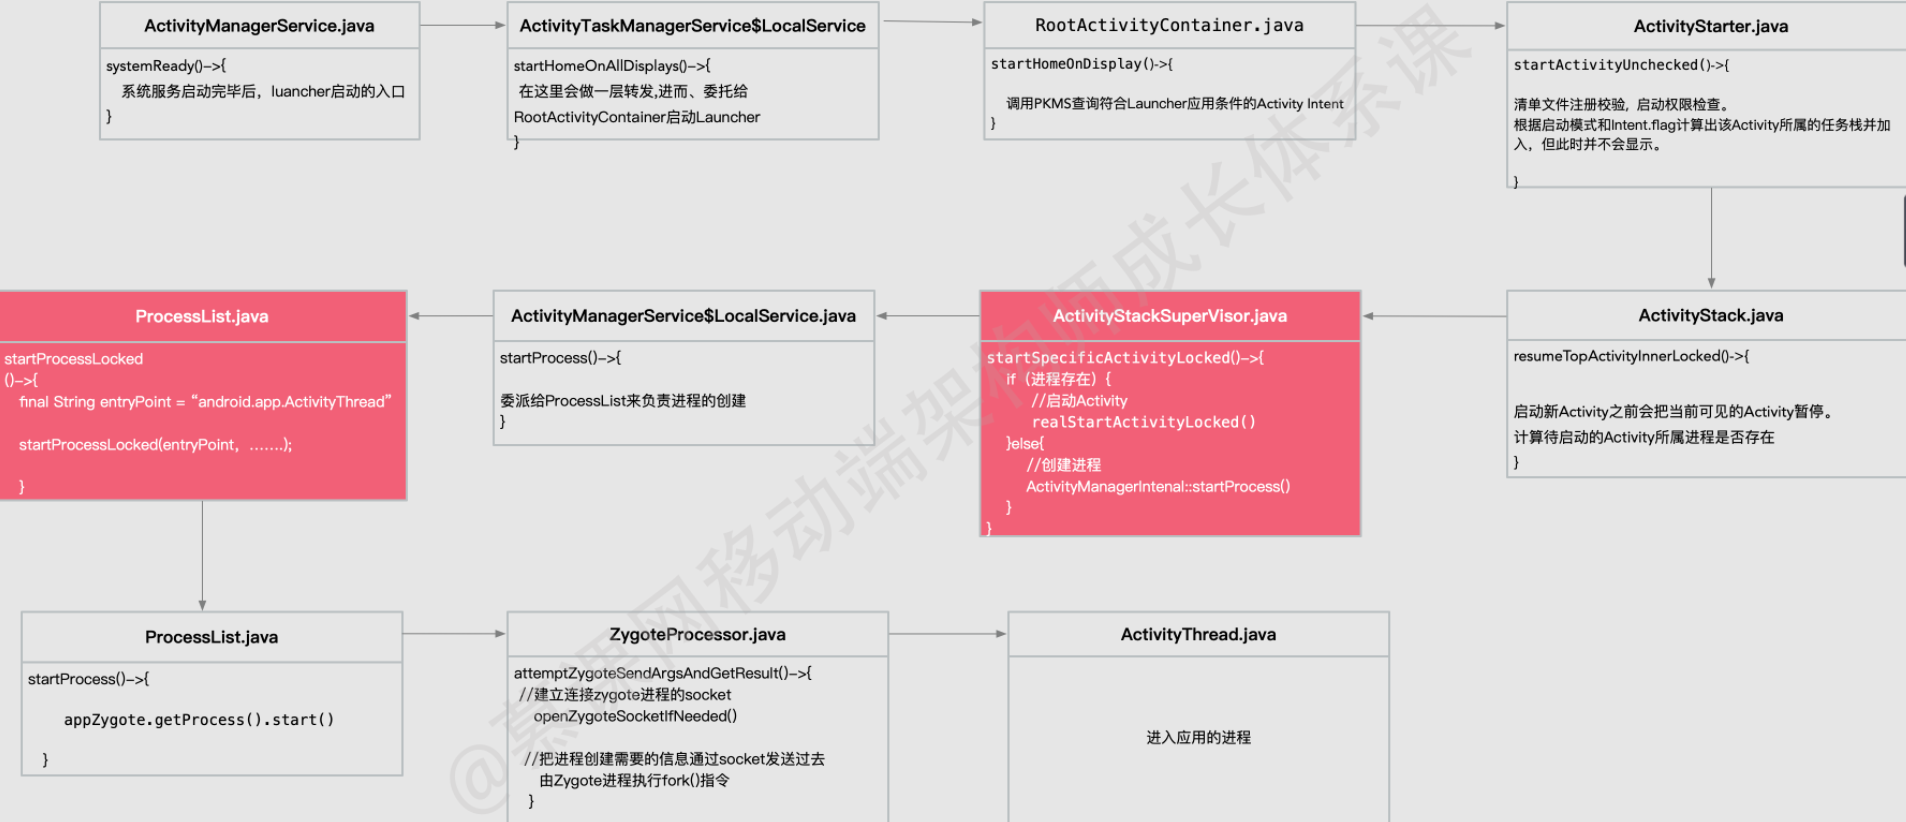 ActivityManagerService.java
systemReady()->{
系统服务启动完毕后，luancher启动的入口
}
ActivityTaskManagerService$LocalService
startHomeOnAllDisplays()->{
在这里会做一层转发,进而、委托给
RootActivityContainer启动Launcher
}
RootActivityContainer.java
startHomeOnDisplay()->{
调用PKMS查询符合Launcher应用条件的Activity Intent
}
ActivityStarter.java
startActivityUnchecked()->{
清单文件注册校验，启动权限检查。
根据启动模式和Intent.flag计算出该Activity所属的任务栈并加
入，但此时并不会显示。
}
ProcessList.java
startProcessLocked
()->{
final String entryPoint = “android.app.ActivityThread”
startProcessLocked(entryPoint，…….);
}
ActivityManagerService$LocalService.java
startProcess()->{
委派给ProcessList来负责进程的创建
}
ActivityStackSuperVisor.java
startSpecificActivityLocked()->{
if（进程存在）{
//启动Activity
realStartActivityLocked()
}else{
//创建进程
ActivityManagerIntenal::startProcess()
}
}
ActivityStack.java
resumeTopActivityInnerLocked()->{
启动新Activity之前会把当前可见的Activity暂停。
计算待启动的Activity所属进程是否存在
}
ProcessList.java
startProcess()->{
appZygote.getProcess().start()
}
ZygoteProcessor.java
attemptZygoteSendArgsAndGetResult()->{
//建立连接zygote进程的socket
openZygoteSocketIfNeeded()
//把进程创建需要的信息通过socket发送过去
由Zygote进程执行fork()指令
}
ActivityThread.java
进入应用的进程
@慕课网移动端架构师成长体系课